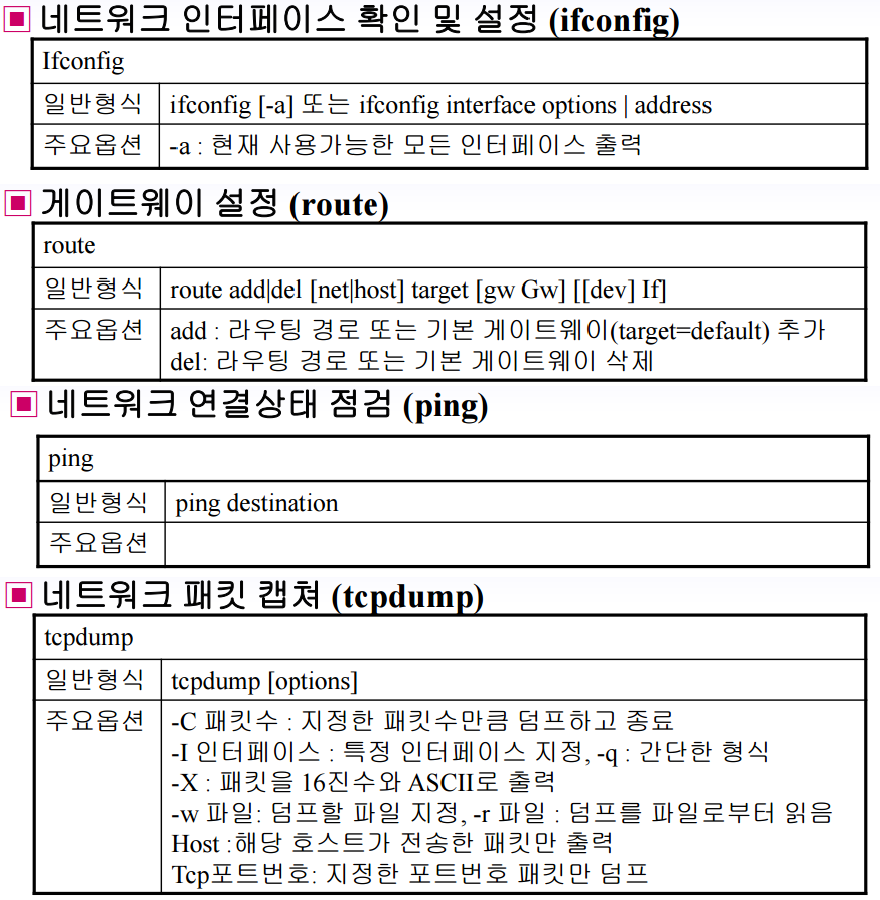 네트워크 인터페이스 확인 및 설정 (ifconfig)
Ifconfig
일반형식 ifconfig [-a] 또는 ifconfig interface options | address
주요옵션 -a : 현재 사용가능한 모든 인터페이스 출력
게이트웨이 설정 (route)
route
일반형식 route add|del [net|host] target [gw Gw] [[dev] If]
주요옵션 add : 라우팅 경로 또는 기본 게이트웨이(target=default) 추가
del: 라우팅 경로 또는 기본 게이트웨이 삭제
네트워크 연결상태 점검 (ping)
ping
일반형식 ping destination
주요옵션
네트워크 패킷 캡쳐 (tcpdump)
tcpdump
일반형식 tcpdump [options]
주요옵션 -C 패킷수 : 지정한 패킷수만큼 덤프하고 종료
-I 인터페이스 : 특정 인터페이스 지정, -q : 간단한 형식
-X : 패킷을 16진수와 ASCII로 출력
-w 파일: 덤프할 파일 지정, -r 파일 : 덤프를 파일로부터 읽음
Host :해당 호스트가 전송한 패킷만 출력
Tcp포트번호: 지정한 포트번호 패킷만 덤프